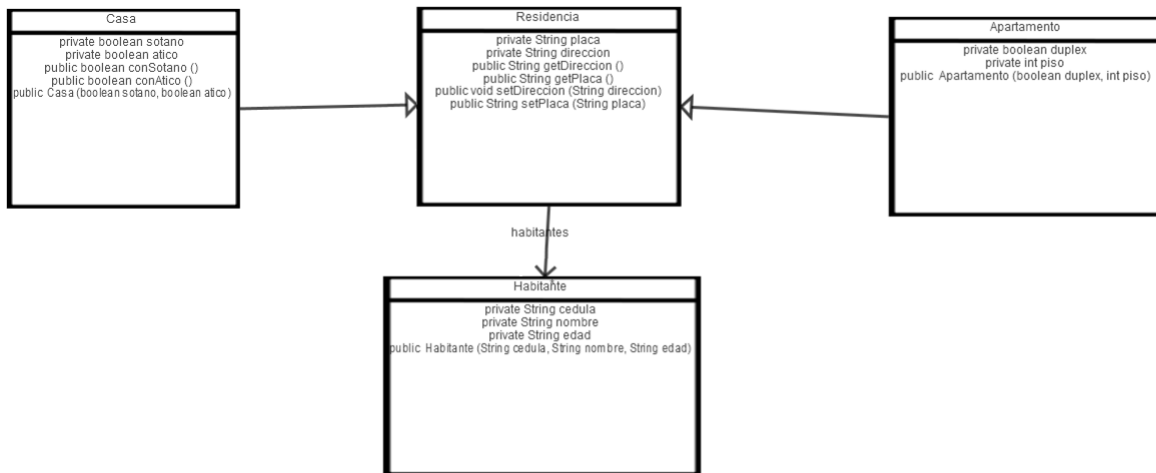 Casa
private boolean sotano
private boolean atico
public boolean conSotano ()
public boolean conAtico ()
public Casa (boolean sotano, boolean atico)
Residencia
private String placa
private String direccion
public String getDireccion ()
public String getPlaca ()
public void setDireccion (String direccion)
public String setPlaca (String placa)
Apartamento
private boolean duplex
private int piso
public Apartamento (boolean duplex, int piso)
habitantes
Habitante
private String cedula
private String nombre
private String edad
public Habitante (String cedula, String nombre, String edad)